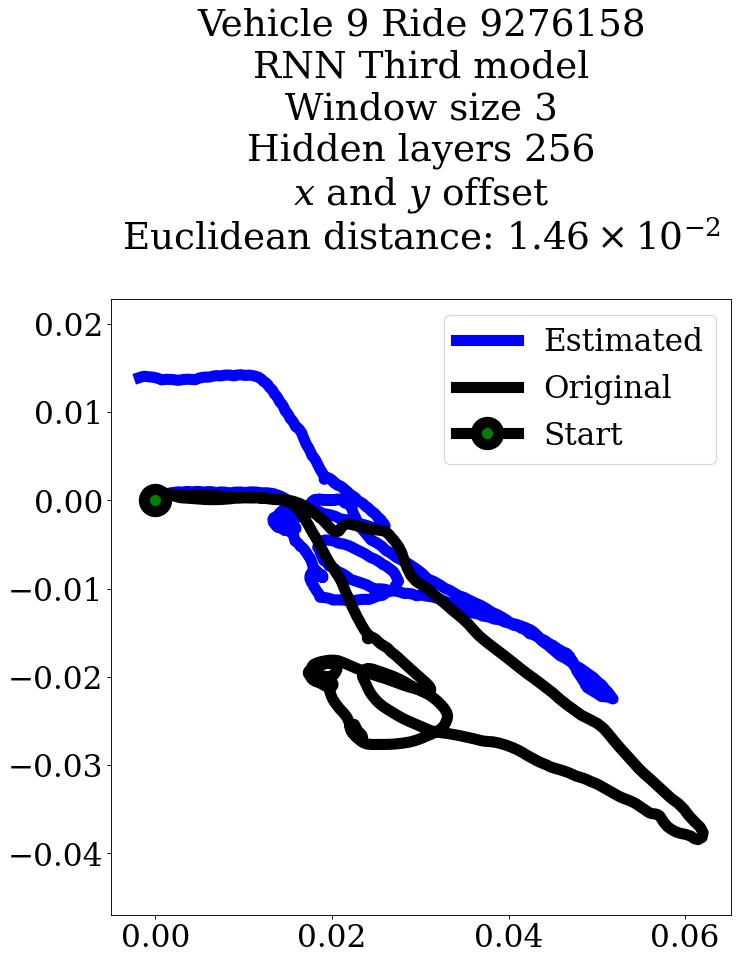 Vehicle 9 Ride 9276158
RNN Third model
Window size 3
Hidden layers 256
x and y offset
Euclidean distance: 1.46 × 10⁻²
Estimated
Original
Start
0.02
0.01
0.00
−0.01
−0.02
−0.03
−0.04
0.00 0.02 0.04 0.06